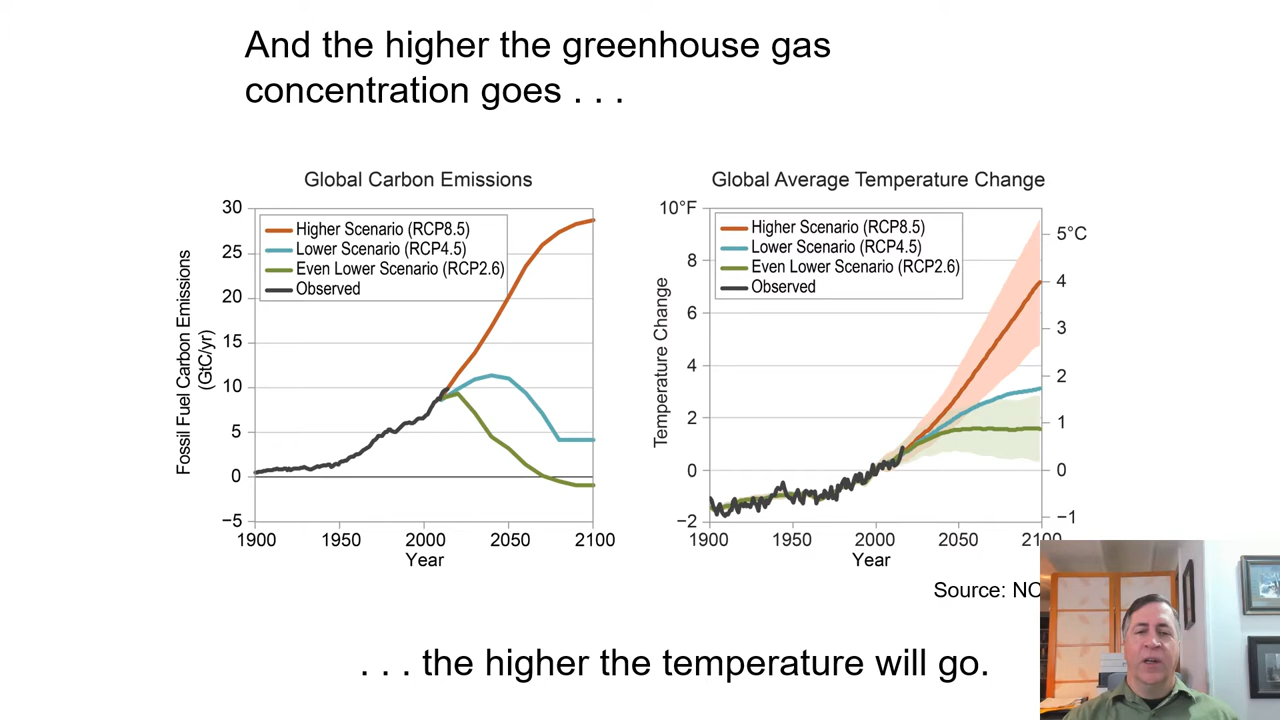 And the higher the greenhouse gas
concentration goes . . .
Global Carbon Emissions
30
25
20
15
10
5
0
−5
Fossil Fuel Carbon Emissions
(GtC/yr)
Higher Scenario (RCP8.5)
Lower Scenario (RCP4.5)
Even Lower Scenario (RCP2.6)
Observed
1900 1950 2000 2050 2100
Year
Global Average Temperature Change
10°F
8
6
4
2
0
−2
Temperature Change
Higher Scenario (RCP8.5)
Lower Scenario (RCP4.5)
Even Lower Scenario (RCP2.6)
Observed
5°C
4
3
2
1
0
−1
1900 1950 2000 2050 2100
Year
Source:
. . . the higher the temperature will go.